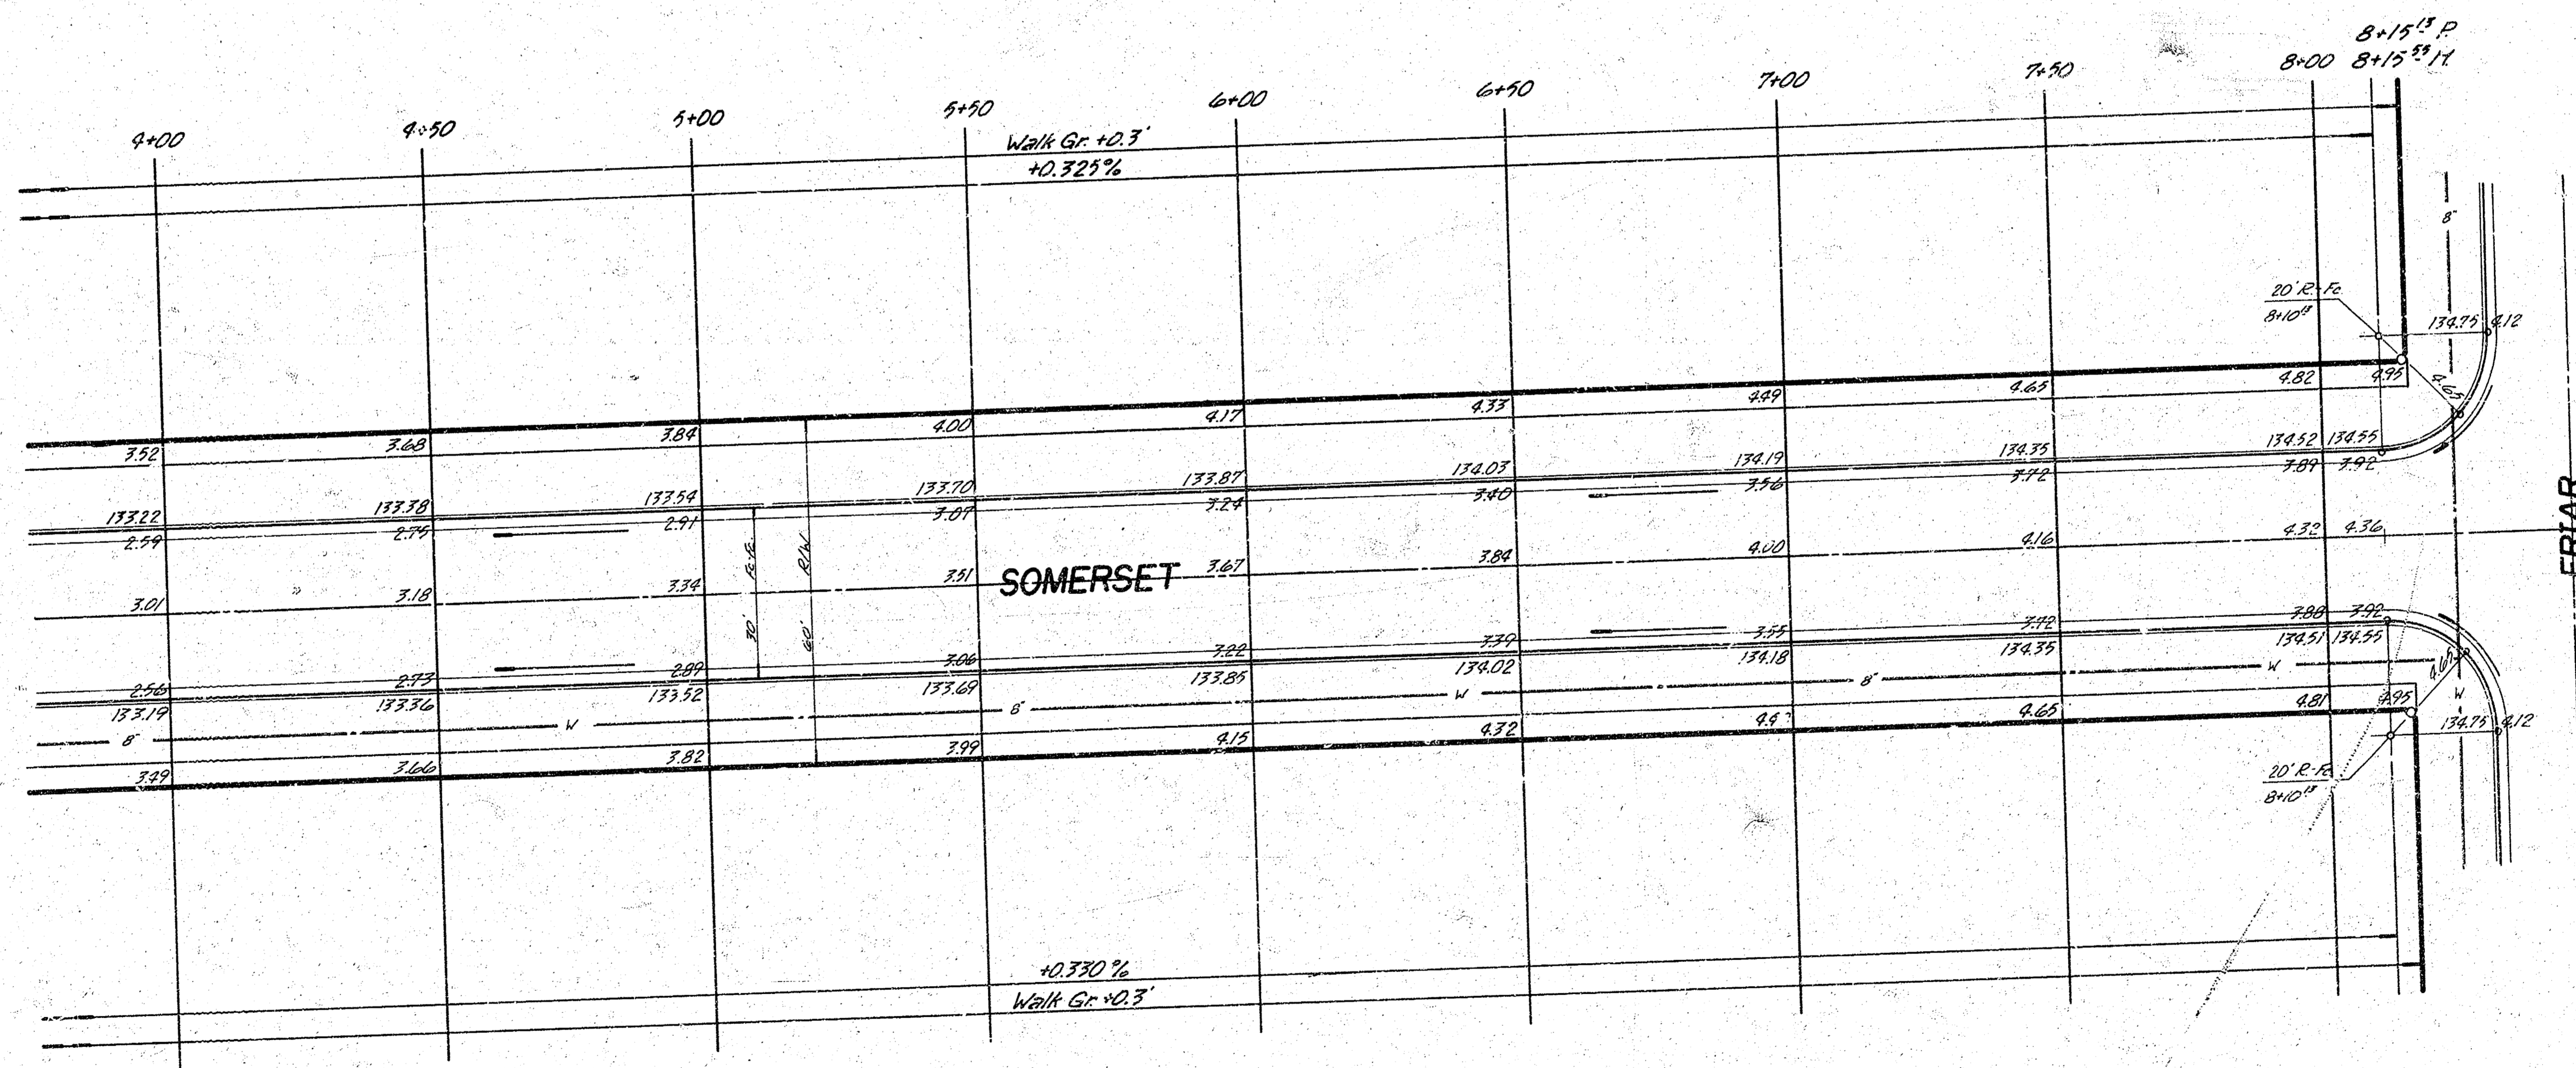 8+15 13 P.
8+15 55 H.
4+00 4+50 5+00 5+50 6+00 6+50 7+00 7+50 8+00
Walk Gr. +0.3'
+0.325%
8"
20' R.-Fc.
8+10 13
134.75 4.12
3.52 3.68 3.84 4.00 4.17 4.33 4.49 4.65 4.82 4.95
4.65
133.22 133.38 133.54 133.70 133.87 134.03 134.19 134.35 134.52 134.55
2.59 2.75 2.91 3.07 3.24 3.40 3.56 3.72 3.89 3.92
30' Fc-Fc.
60' R/W
SOMERSET
FRIAR
3.01 3.18 3.34 3.51 3.67 3.84 4.00 4.16 4.32 4.36
2.56 2.73 2.89 3.06 3.22 3.39 3.55 3.72 3.88 3.92
133.19 133.36 133.52 133.69 133.85 134.02 134.18 134.35 134.51 134.55
8" W 8" W 8" W
4.65
W
3.49 3.66 3.82 3.99 4.15 4.32 4.65 4.81 4.95
134.75 4.12
20' R.-Fc.
8+10 13
+0.330%
Walk Gr. +0.3'